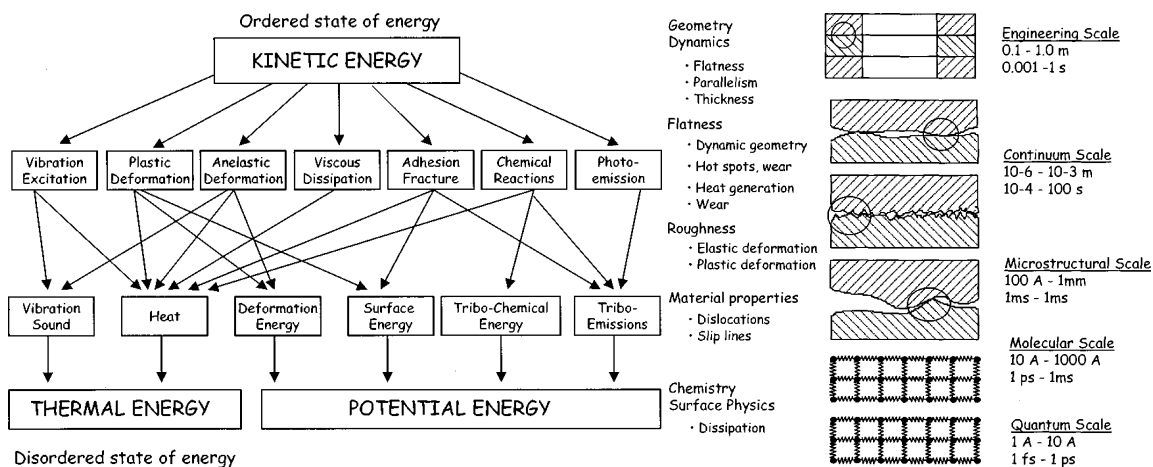 Ordered state of energy
KINETIC ENERGY
Vibration
Excitation
Plastic
Deformation
Anelastic
Deformation
Viscous
Dissipation
Adhesion
Fracture
Chemical
Reactions
Photo-
emission
Vibration
Sound
Heat
Deformation
Energy
Surface
Energy
Tribo-Chemical
Energy
Tribo-
Emissions
THERMAL ENERGY
POTENTIAL ENERGY
Disordered state of energy
Geometry
Dynamics
· Flatness
· Parallelism
· Thickness
Flatness
· Dynamic geometry
· Hot spots, wear
· Heat generation
· Wear
Roughness
· Elastic deformation
· Plastic deformation
Material properties
· Dislocations
· Slip lines
Chemistry
Surface Physics
· Dissipation
Engineering Scale
0.1 - 1.0 m
0.001 -1 s
Continuum Scale
10-6 - 10-3 m
10-4 - 100 s
Microstructural Scale
100 A - 1mm
1ms - 1ms
Molecular Scale
10 A - 1000 A
1 ps - 1ms
Quantum Scale
1 A - 10 A
1 fs - 1 ps